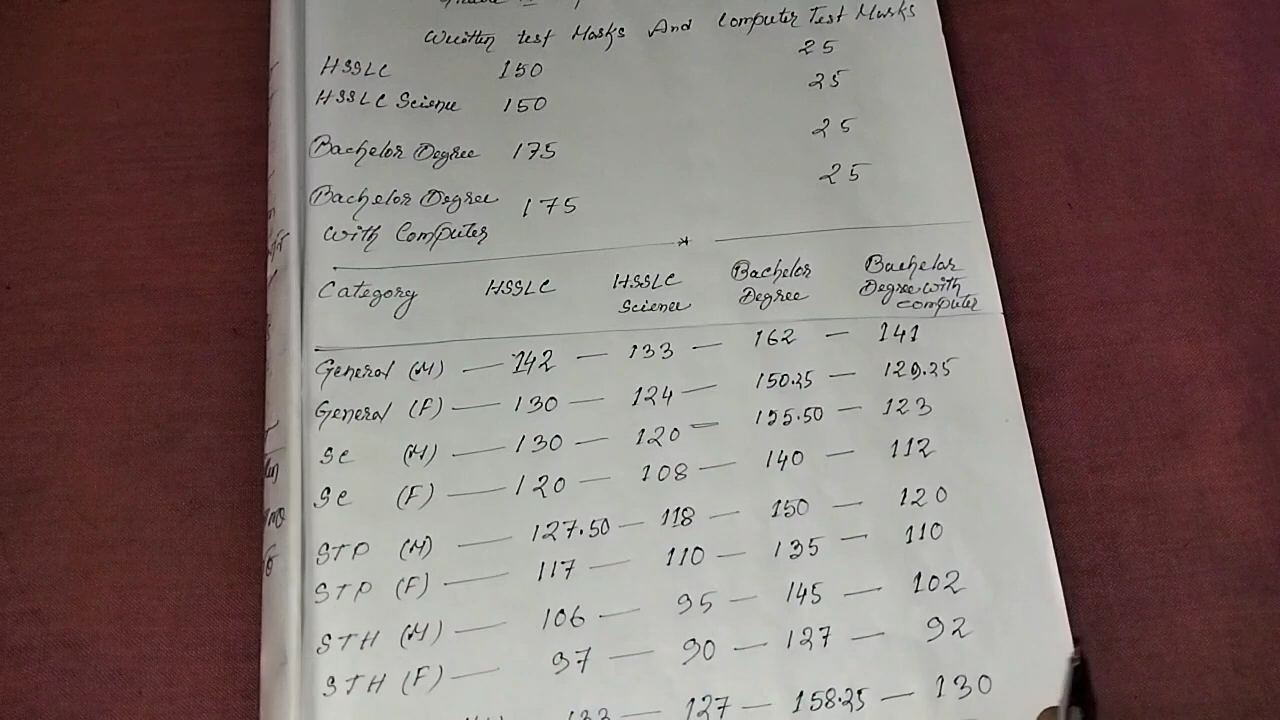 Written test Marks And Computer Test Marks
HSSLC 150 25
HSSLC Science 150 25
Bachelor Degree 175 25
Bachelor Degree 175 25
With Computer
Category HSSLC HSSLC Science Bachelor Degree Bachelor Degree with computer
General (M) — 142 — 133 — 162 — 141
General (F) — 130 — 124 — 150.25 — 129.25
SC (M) — 130 — 120 — 155.50 — 123
SC (F) — 120 — 108 — 140 — 112
STP (M) — 127.50 — 118 — 150 — 120
STP (F) — 117 — 110 — 135 — 110
STH (M) — 106 — 95 — 145 — 102
STH (F) — 97 — 90 — 127 — 92
133 — 127 — 158.25 — 130